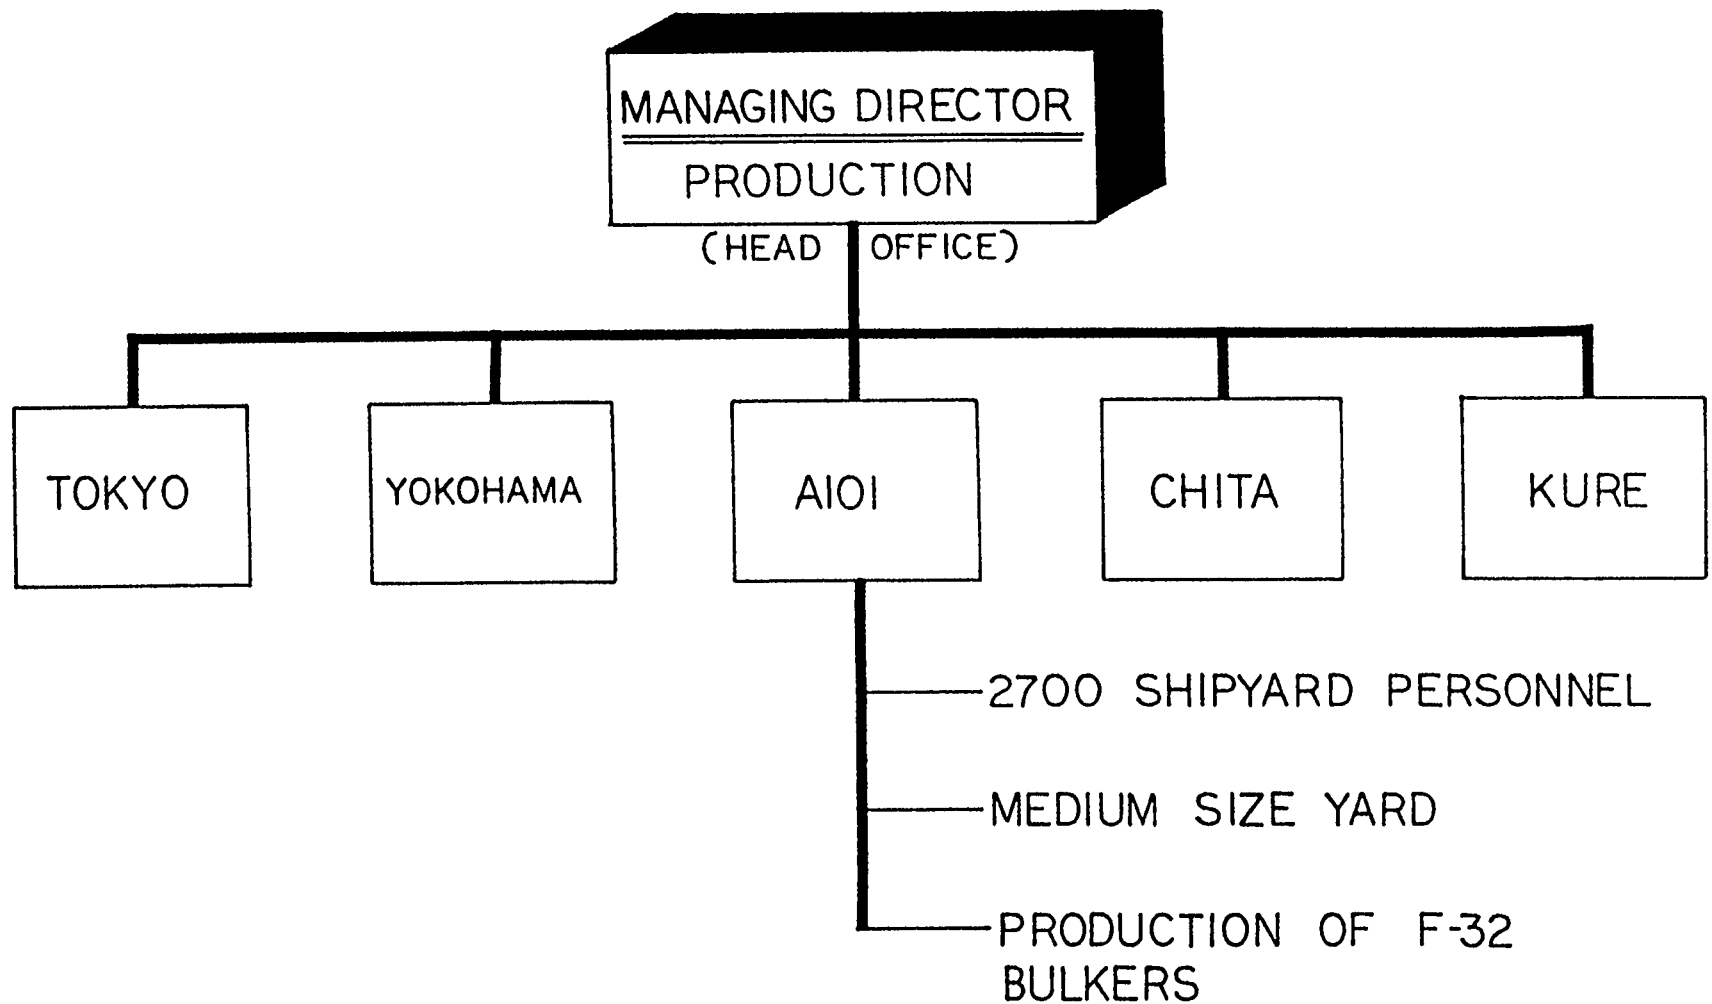 MANAGING DIRECTOR
PRODUCTION
(HEAD OFFICE)
TOKYO
YOKOHAMA
AIOI
CHITA
KURE
2700 SHIPYARD PERSONNEL
MEDIUM SIZE YARD
PRODUCTION OF F-32
BULKERS